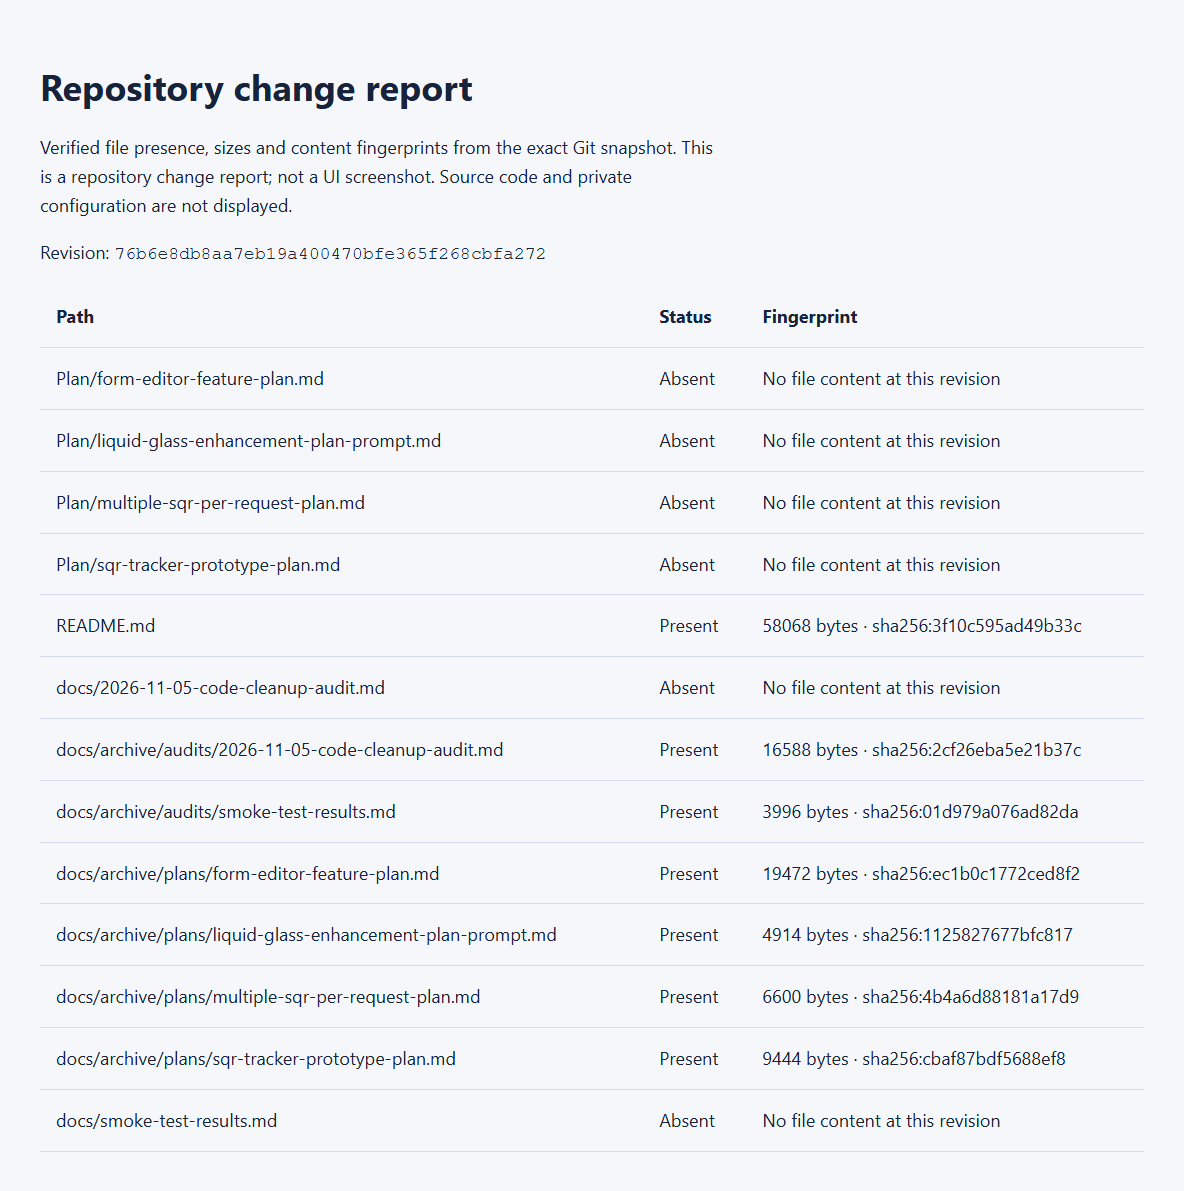 Repository change report
Verified file presence, sizes and content fingerprints from the exact Git snapshot. This
is a repository change report; not a UI screenshot. Source code and private
configuration are not displayed.
Revision: 76b6e8db8aa7eb19a400470bfe365f268cbfa272
Path Status Fingerprint
Plan/form-editor-feature-plan.md Absent No file content at this revision
Plan/liquid-glass-enhancement-plan-prompt.md Absent No file content at this revision
Plan/multiple-sqr-per-request-plan.md Absent No file content at this revision
Plan/sqr-tracker-prototype-plan.md Absent No file content at this revision
README.md Present 58068 bytes · sha256:3f10c595ad49b33c
docs/2026-11-05-code-cleanup-audit.md Absent No file content at this revision
docs/archive/audits/2026-11-05-code-cleanup-audit.md Present 16588 bytes · sha256:2cf26eba5e21b37c
docs/archive/audits/smoke-test-results.md Present 3996 bytes · sha256:01d979a076ad82da
docs/archive/plans/form-editor-feature-plan.md Present 19472 bytes · sha256:ec1b0c1772ced8f2
docs/archive/plans/liquid-glass-enhancement-plan-prompt.md Present 4914 bytes · sha256:1125827677bfc817
docs/archive/plans/multiple-sqr-per-request-plan.md Present 6600 bytes · sha256:4b4a6d88181a17d9
docs/archive/plans/sqr-tracker-prototype-plan.md Present 9444 bytes · sha256:cbaf87bdf5688ef8
docs/smoke-test-results.md Absent No file content at this revision